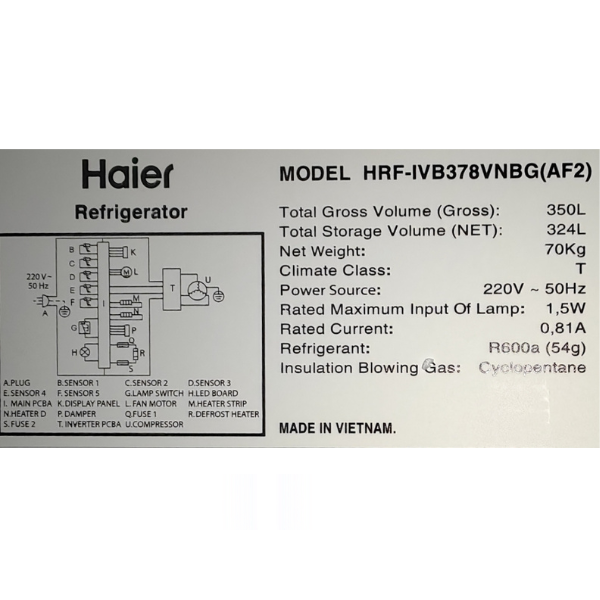 Haier
Refrigerator
MODEL HRF-IVB378VNBG(AF2)
Total Gross Volume (Gross): 350L
Total Storage Volume (NET): 324L
Net Weight: 70Kg
Climate Class: T
Power Source: 220V ~ 50Hz
Rated Maximum Input Of Lamp: 1,5W
Rated Current: 0,81A
Refrigerant: R600a (54g)
Insulation Blowing Gas: Cyclopentane
MADE IN VIETNAM.
220 V~
50 Hz
A
B
C
D
E
F
G
H
I
K
L
M
N
P
Q
R
S
T
U
M
A.PLUG B.SENSOR 1 C.SENSOR 2 D.SENSOR 3
E.SENSOR 4 F.SENSOR 5 G.LAMP SWITCH H.LED BOARD
I. MAIN PCBA K.DISPLAY PANEL L.FAN MOTOR M.HEATER STRIP
N.HEATER D P.DAMPER Q.FUSE 1 R.DEFROST HEATER
S.FUSE 2 T.INVERTER PCBA U.COMPRESSOR